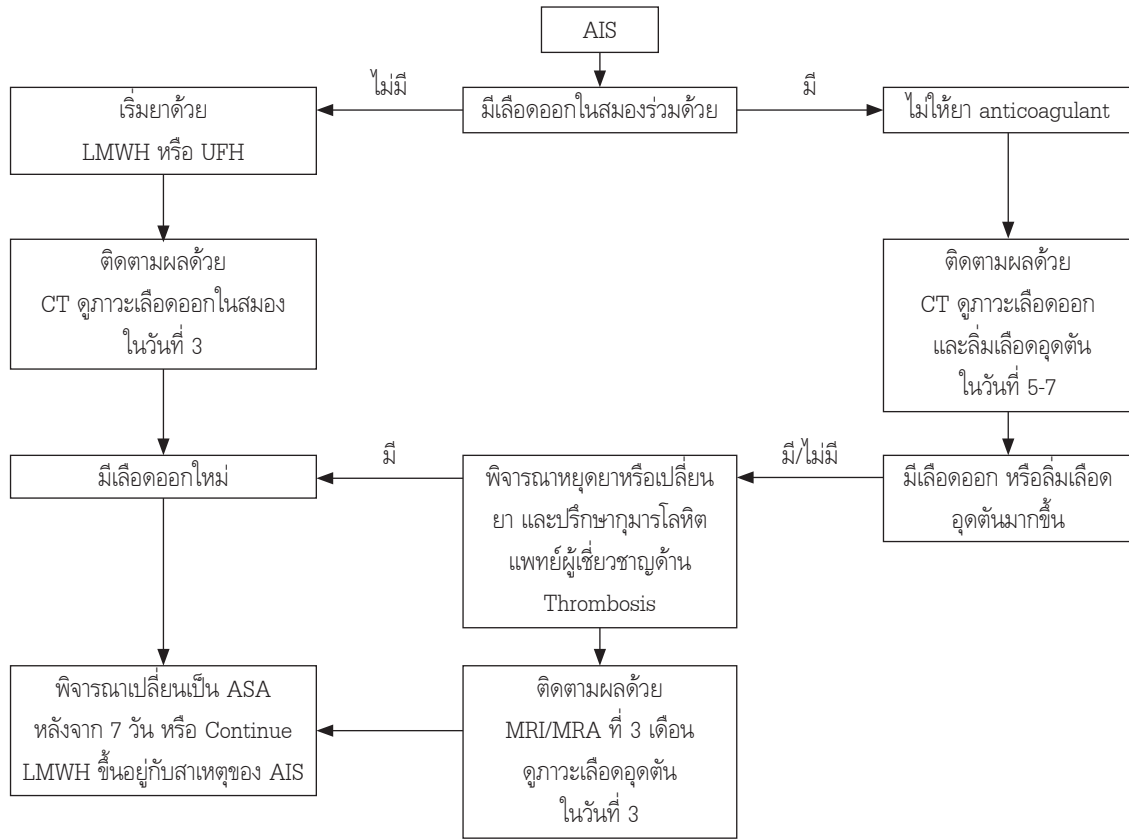 AIS
ไม่มี
มี
เริ่มยาด้วย
LMWH หรือ UFH
มีเลือดออกในสมองร่วมด้วย
ไม่ให้ยา anticoagulant
ติดตามผลด้วย
CT ดูภาวะเลือดออกในสมอง
ในวันที่ 3
ติดตามผลด้วย
CT ดูภาวะเลือดออก
และลิ่มเลือดอุดตัน
ในวันที่ 5-7
มี
มี/ไม่มี
มีเลือดออกใหม่
พิจารณาหยุดยาหรือเปลี่ยน
ยา และปรึกษากุมารโลหิต
แพทย์ผู้เชี่ยวชาญด้าน
Thrombosis
มีเลือดออก หรือลิ่มเลือด
อุดตันมากขึ้น
พิจารณาเปลี่ยนเป็น ASA
หลังจาก 7 วัน หรือ Continue
LMWH ขึ้นอยู่กับสาเหตุของ AIS
ติดตามผลด้วย
MRI/MRA ที่ 3 เดือน
ดูภาวะเลือดอุดตัน
ในวันที่ 3